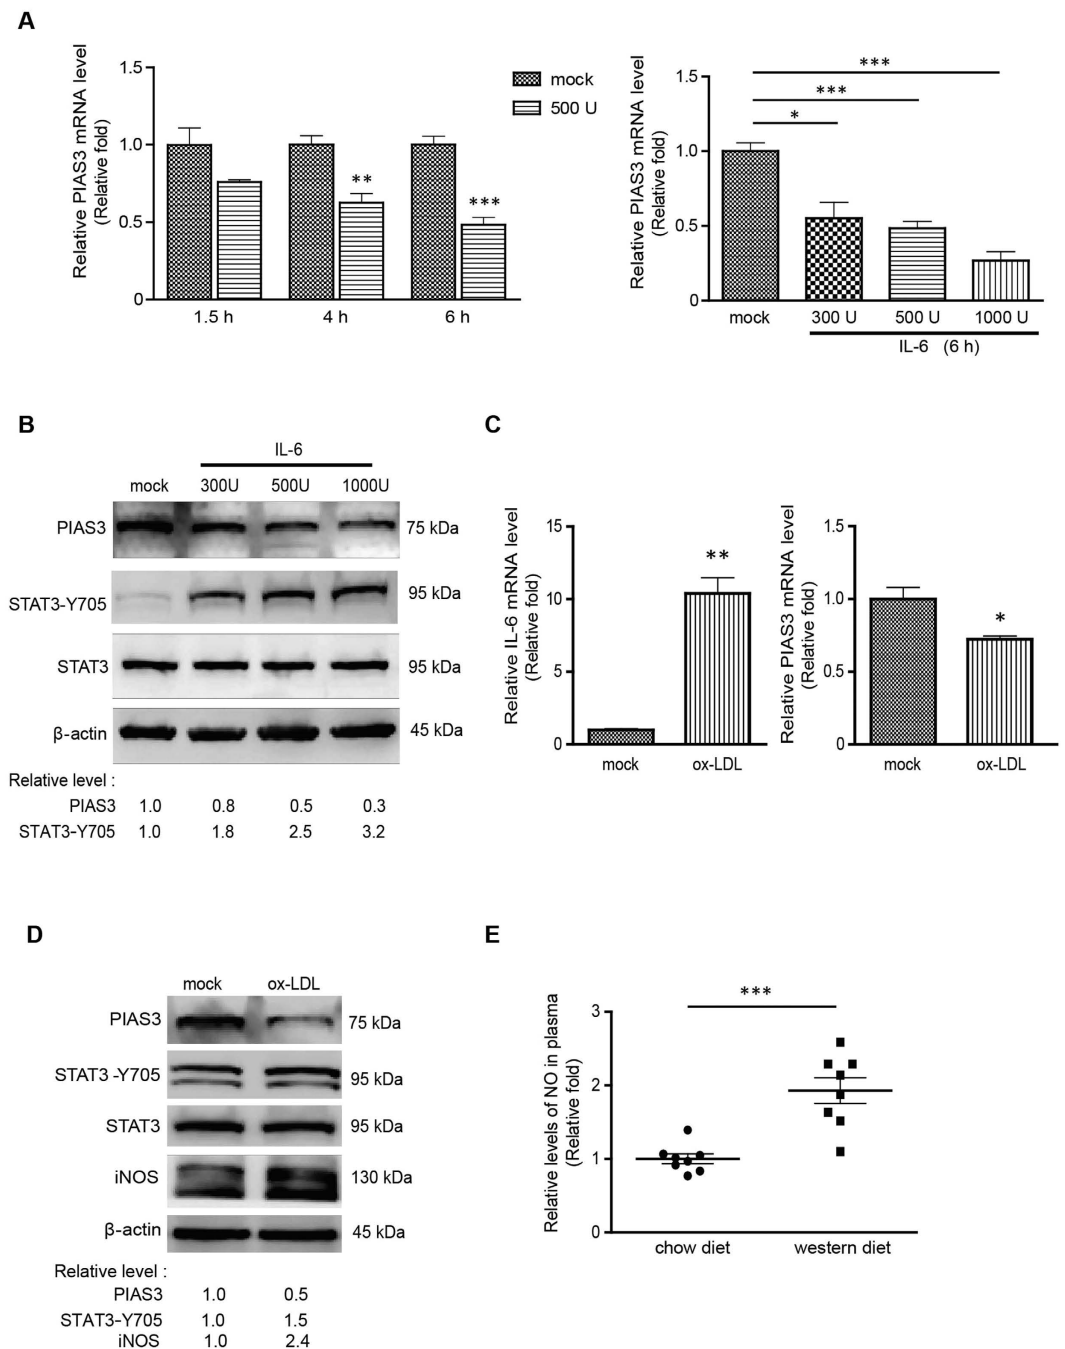 A
Relative PIAS3 mRNA level
(Relative fold)
1.5
1.0
0.5
0
**
***
1.5 h
4 h
6 h
mock
500 U
Relative PIAS3 mRNA level
(Relative fold)
1.5
1.0
0.5
0
***
***
*
mock
300 U
500 U
1000 U
IL-6 (6 h)
B
IL-6
mock
300U
500U
1000U
PIAS3
75 kDa
STAT3-Y705
95 kDa
STAT3
95 kDa
β-actin
45 kDa
Relative level :
PIAS3 1.0 0.8 0.5 0.3
STAT3-Y705 1.0 1.8 2.5 3.2
C
Relative IL-6 mRNA level
(Relative fold)
15
10
5
0
**
mock
ox-LDL
Relative PIAS3 mRNA level
(Relative fold)
1.5
1.0
0.5
0
*
mock
ox-LDL
D
mock
ox-LDL
PIAS3
75 kDa
STAT3 -Y705
95 kDa
STAT3
95 kDa
iNOS
130 kDa
β-actin
45 kDa
Relative level :
PIAS3 1.0 0.5
STAT3-Y705 1.0 1.5
iNOS 1.0 2.4
E
Relative levels of NO in plasma
(Relative fold)
3
2
1
0
***
chow diet
western diet